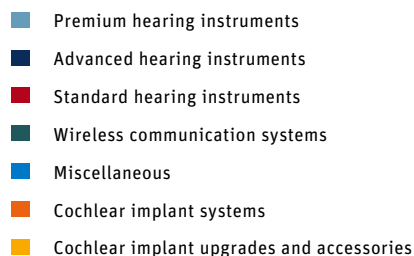 Premium hearing instruments
Advanced hearing instruments
Standard hearing instruments
Wireless communication systems
Miscellaneous
Cochlear implant systems
Cochlear implant upgrades and accessories